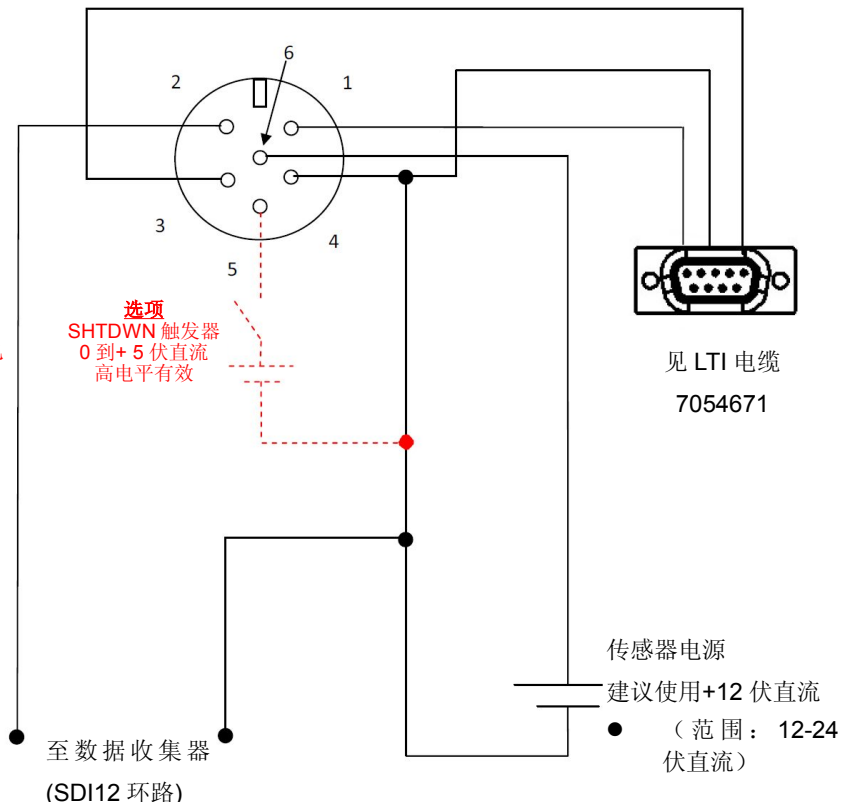 6
2
1
3
4
5
选项
SHTDWN 触发器
0 到+ 5 伏直流
高电平有效
见 LTI 电缆
7054671
传感器电源
建议使用+12 伏直流
● （范围：12-24
伏直流）
至数据收集器
(SDI12 环路)